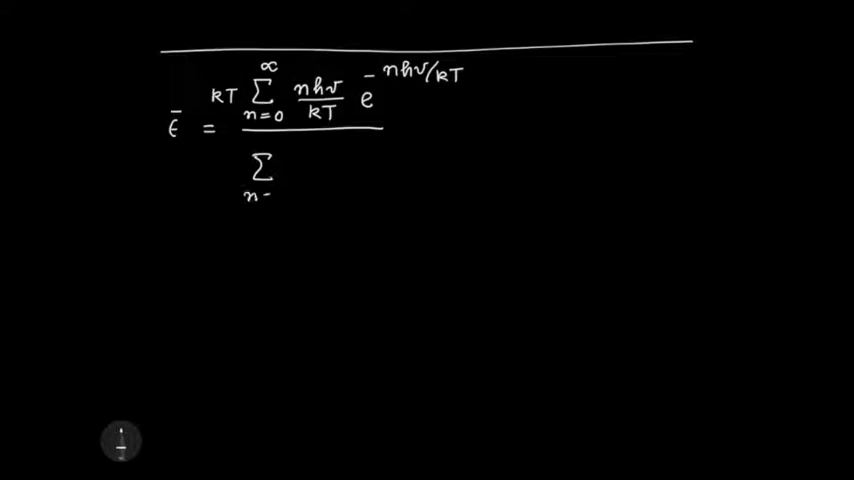 ∞
kT Σ nhν/kT e^-nhν/kT
n=0
ε̄ =
Σ
n-